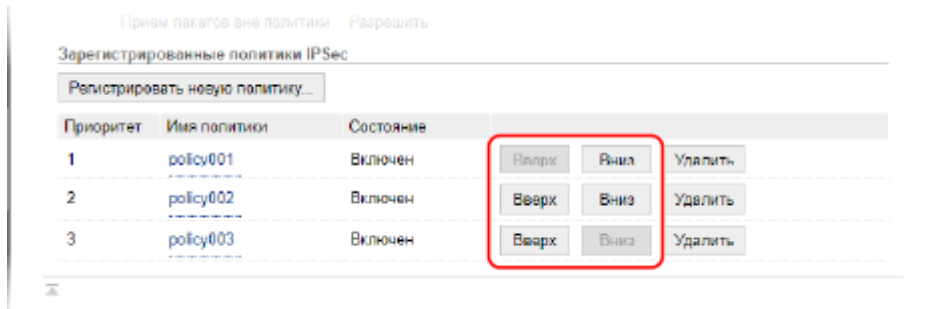 Прием пакетов вне политики Разрешить
Зарегистрированные политики IPSec
Регистрировать новую политику...
Приоритет Имя политики Состояние
1 policy001 Включен Вверх Вниз Удалить
2 policy002 Включен Вверх Вниз Удалить
3 policy003 Включен Вверх Вниз Удалить